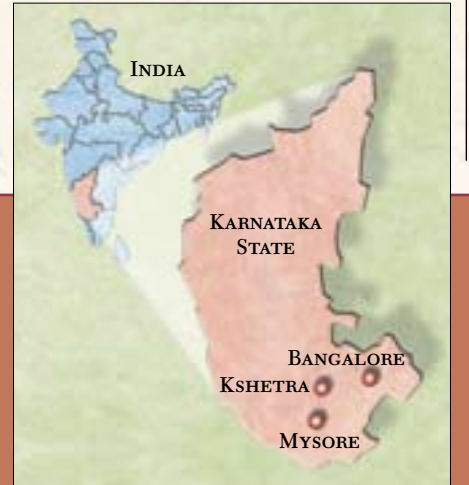 INDIA
KARNATAKA
STATE
BANGALORE
KSHETRA
MYSORE